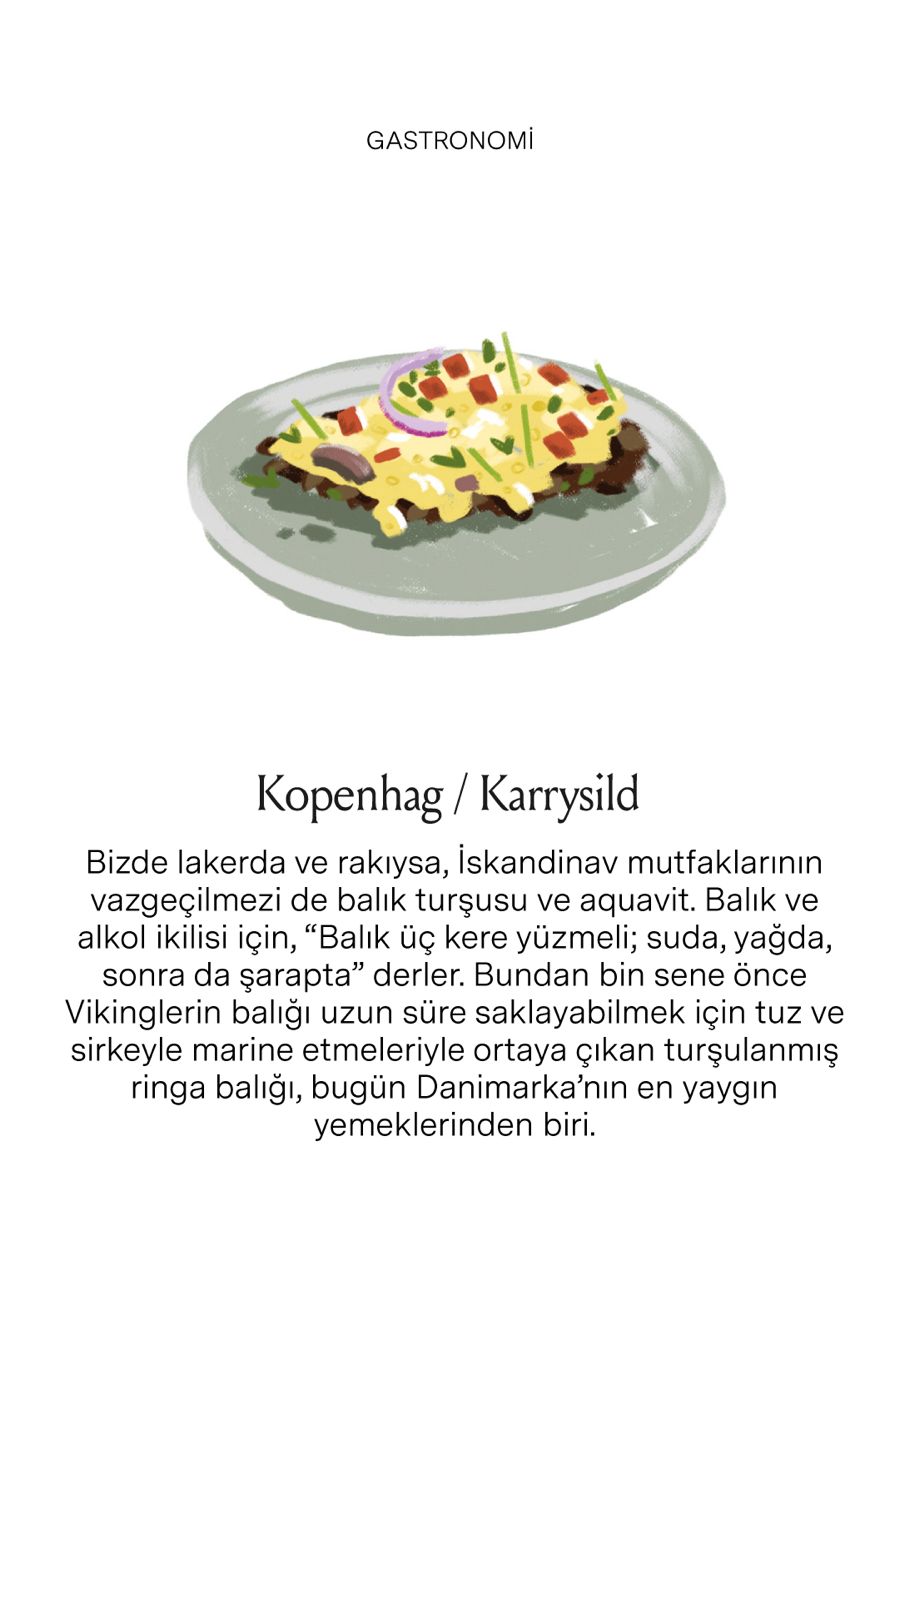 GASTRONOMİ
Kopenhag / Karrysild
Bizde lakerda ve rakıysa, İskandinav mutfaklarının
vazgeçilmezi de balık turşusu ve aquavit. Balık ve
alkol ikilisi için, “Balık üç kere yüzmeli; suda, yağda,
sonra da şarapta” derler. Bundan bin sene önce
Vikinglerin balığı uzun süre saklayabilmek için tuz ve
sirkeyle marine etmeleriyle ortaya çıkan turşulanmış
ringa balığı, bugün Danimarka’nın en yaygın
yemeklerinden biri.